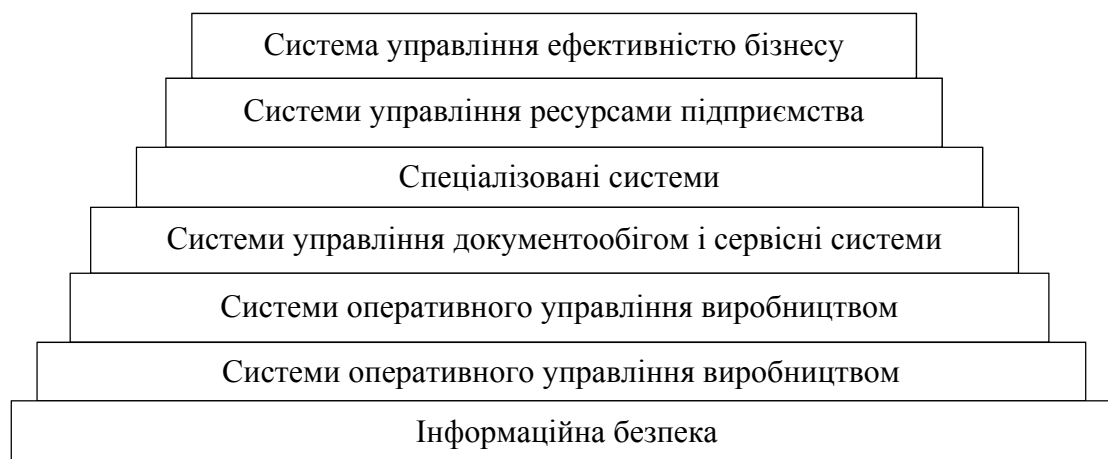 Система управління ефективністю бізнесу
Системи управління ресурсами підприємства
Спеціалізовані системи
Системи управління документообігом і сервісні системи
Системи оперативного управління виробництвом
Системи оперативного управління виробництвом
Інформаційна безпека